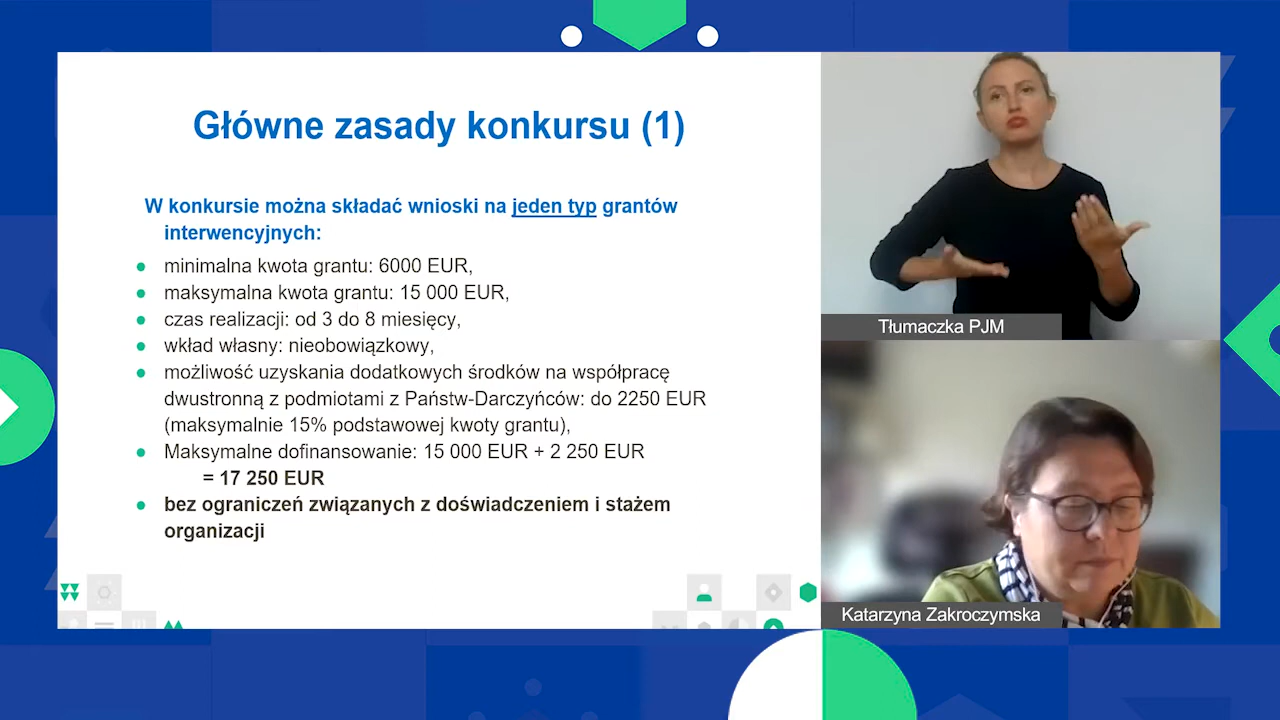 Główne zasady konkursu (1)
W konkursie można składać wnioski na jeden typ grantów
interwencyjnych:
minimalna kwota grantu: 6000 EUR,
maksymalna kwota grantu: 15 000 EUR,
czas realizacji: od 3 do 8 miesięcy,
wkład własny: nieobowiązkowy,
możliwość uzyskania dodatkowych środków na współpracę
dwustronną z podmiotami z Państw-Darczyńców: do 2250 EUR
(maksymalnie 15% podstawowej kwoty grantu),
Maksymalne dofinansowanie: 15 000 EUR + 2 250 EUR
= 17 250 EUR
bez ograniczeń związanych z doświadczeniem i stażem
organizacji
Tłumaczka PJM
Katarzyna Zakroczymska